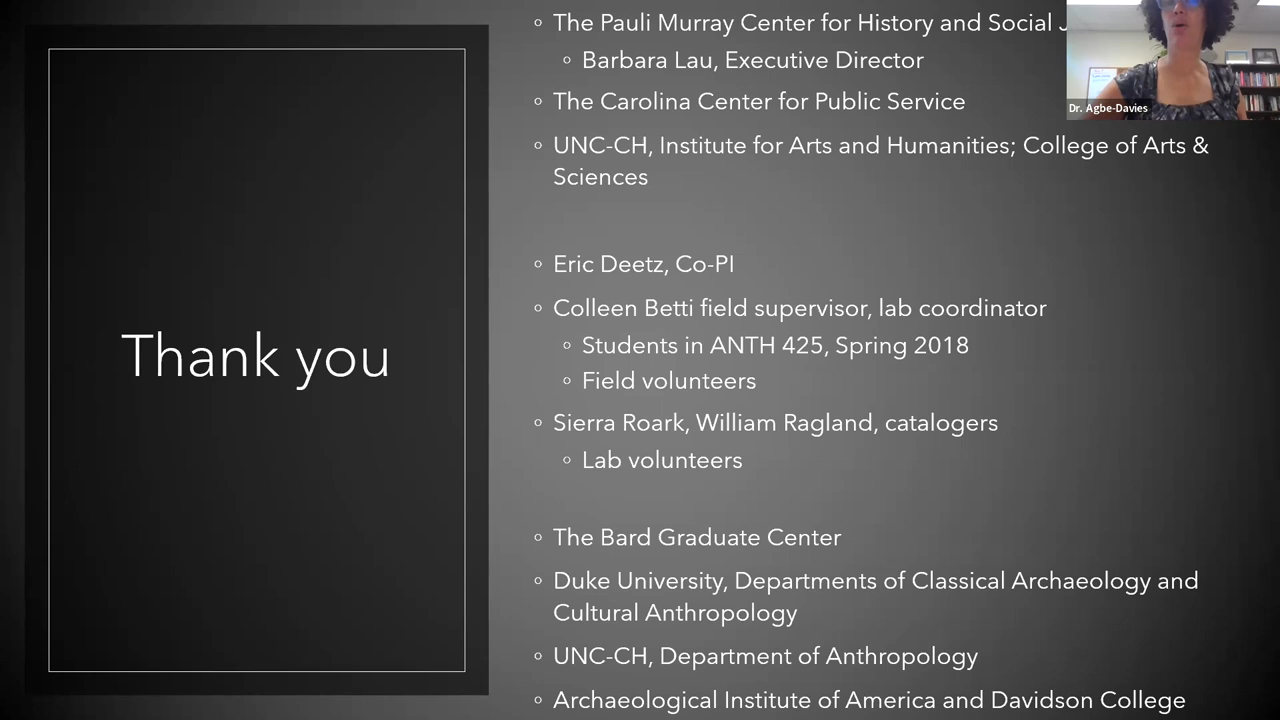 Thank you
The Pauli Murray Center for History and Social
Barbara Lau, Executive Director
The Carolina Center for Public Service
UNC-CH, Institute for Arts and Humanities; College of Arts &
Sciences
Eric Deetz, Co-PI
Colleen Betti field supervisor, lab coordinator
Students in ANTH 425, Spring 2018
Field volunteers
Sierra Roark, William Ragland, catalogers
Lab volunteers
The Bard Graduate Center
Duke University, Departments of Classical Archaeology and
Cultural Anthropology
UNC-CH, Department of Anthropology
Archaeological Institute of America and Davidson College
Dr. Agbe-Davies